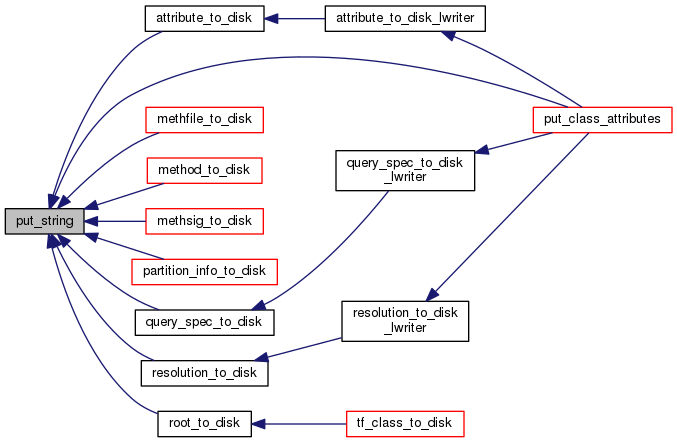 attribute_to_disk
attribute_to_disk_lwriter
methfile_to_disk
put_class_attributes
method_to_disk
query_spec_to_disk
_lwriter
put_string
methsig_to_disk
partition_info_to_disk
query_spec_to_disk
resolution_to_disk
_lwriter
resolution_to_disk
root_to_disk
tf_class_to_disk